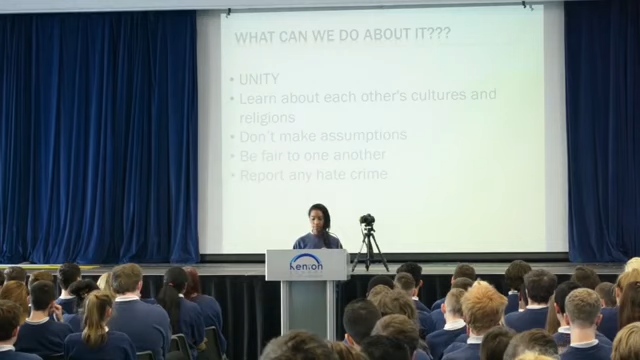 WHAT CAN WE DO ABOUT IT???
• UNITY
• Learn about each other's cultures and
religions
• Don't make assumptions
• Be fair to one another
• Report any hate crime